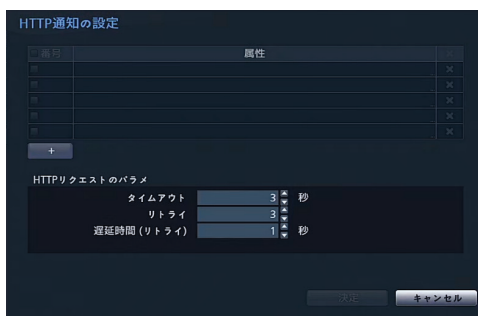 HTTP通知の設定
番号 属性 ×
×
×
×
×
+
HTTPリクエストのパラメ
タイムアウト 3 秒
リトライ 3
遅延時間 (リトライ) 1 秒
決定 キャンセル